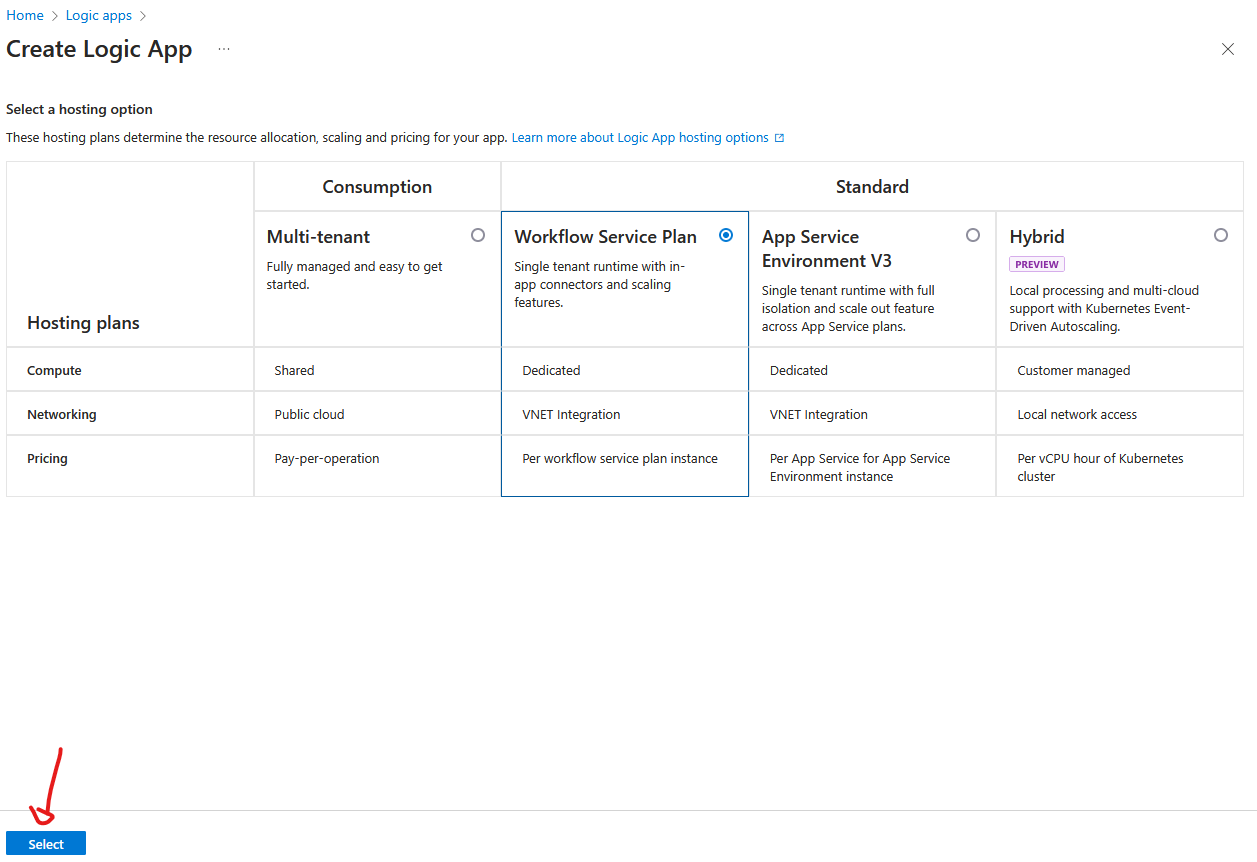 Home > Logic apps >
Create Logic App ...
Select a hosting option
These hosting plans determine the resource allocation, scaling and pricing for your app. Learn more about Logic App hosting options
Consumption
Standard
Hosting plans
Multi-tenant
Fully managed and easy to get
started.
Workflow Service Plan
Single tenant runtime with in-
app connectors and scaling
features.
App Service
Environment V3
Single tenant runtime with full
isolation and scale out feature
across App Service plans.
Hybrid
PREVIEW
Local processing and multi-cloud
support with Kubernetes Event-
Driven Autoscaling.
Compute
Shared
Dedicated
Dedicated
Customer managed
Networking
Public cloud
VNET Integration
VNET Integration
Local network access
Pricing
Pay-per-operation
Per workflow service plan instance
Per App Service for App Service
Environment instance
Per vCPU hour of Kubernetes
cluster
Select